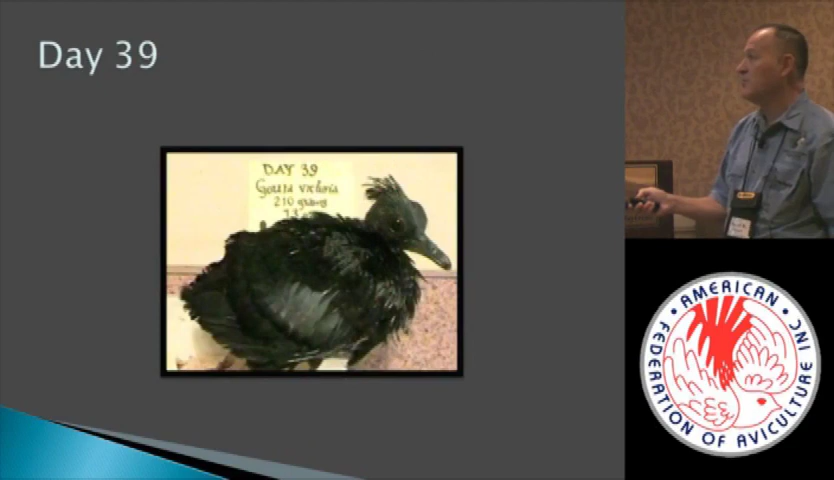 Day 39
DAY 39
Goura victoria
210 grams
AMERICAN
FEDERATION OF AVICULTURE INC